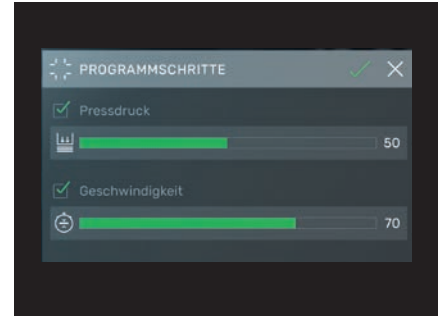 PROGRAMMSCHRITTE
Pressdruck
50
Geschwindigkeit
70